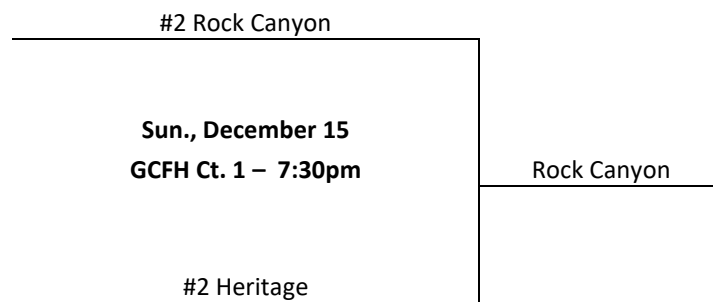 #2 Rock Canyon
Sun., December 15
GCFH Ct. 1 – 7:30pm
Rock Canyon
#2 Heritage